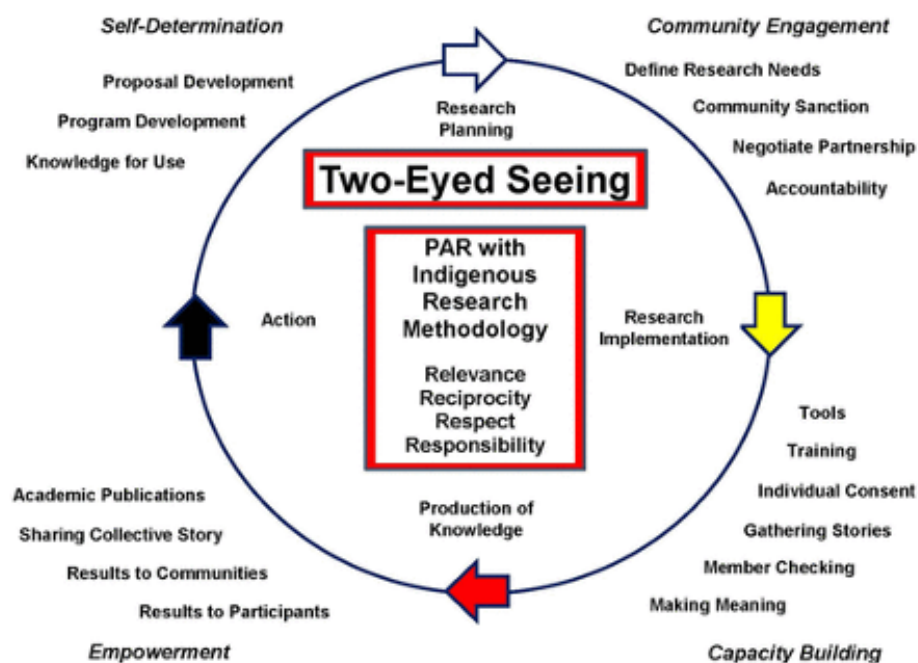 Self-Determination
Community Engagement
Proposal Development
Program Development
Knowledge for Use
Research
Planning
Define Research Needs
Community Sanction
Negotiate Partnership
Accountability
Two-Eyed Seeing
PAR with
Indigenous
Research
Methodology
Relevance
Reciprocity
Respect
Responsibility
Action
Research
Implementation
Tools
Training
Individual Consent
Gathering Stories
Member Checking
Making Meaning
Production of
Knowledge
Academic Publications
Sharing Collective Story
Results to Communities
Results to Participants
Empowerment
Capacity Building